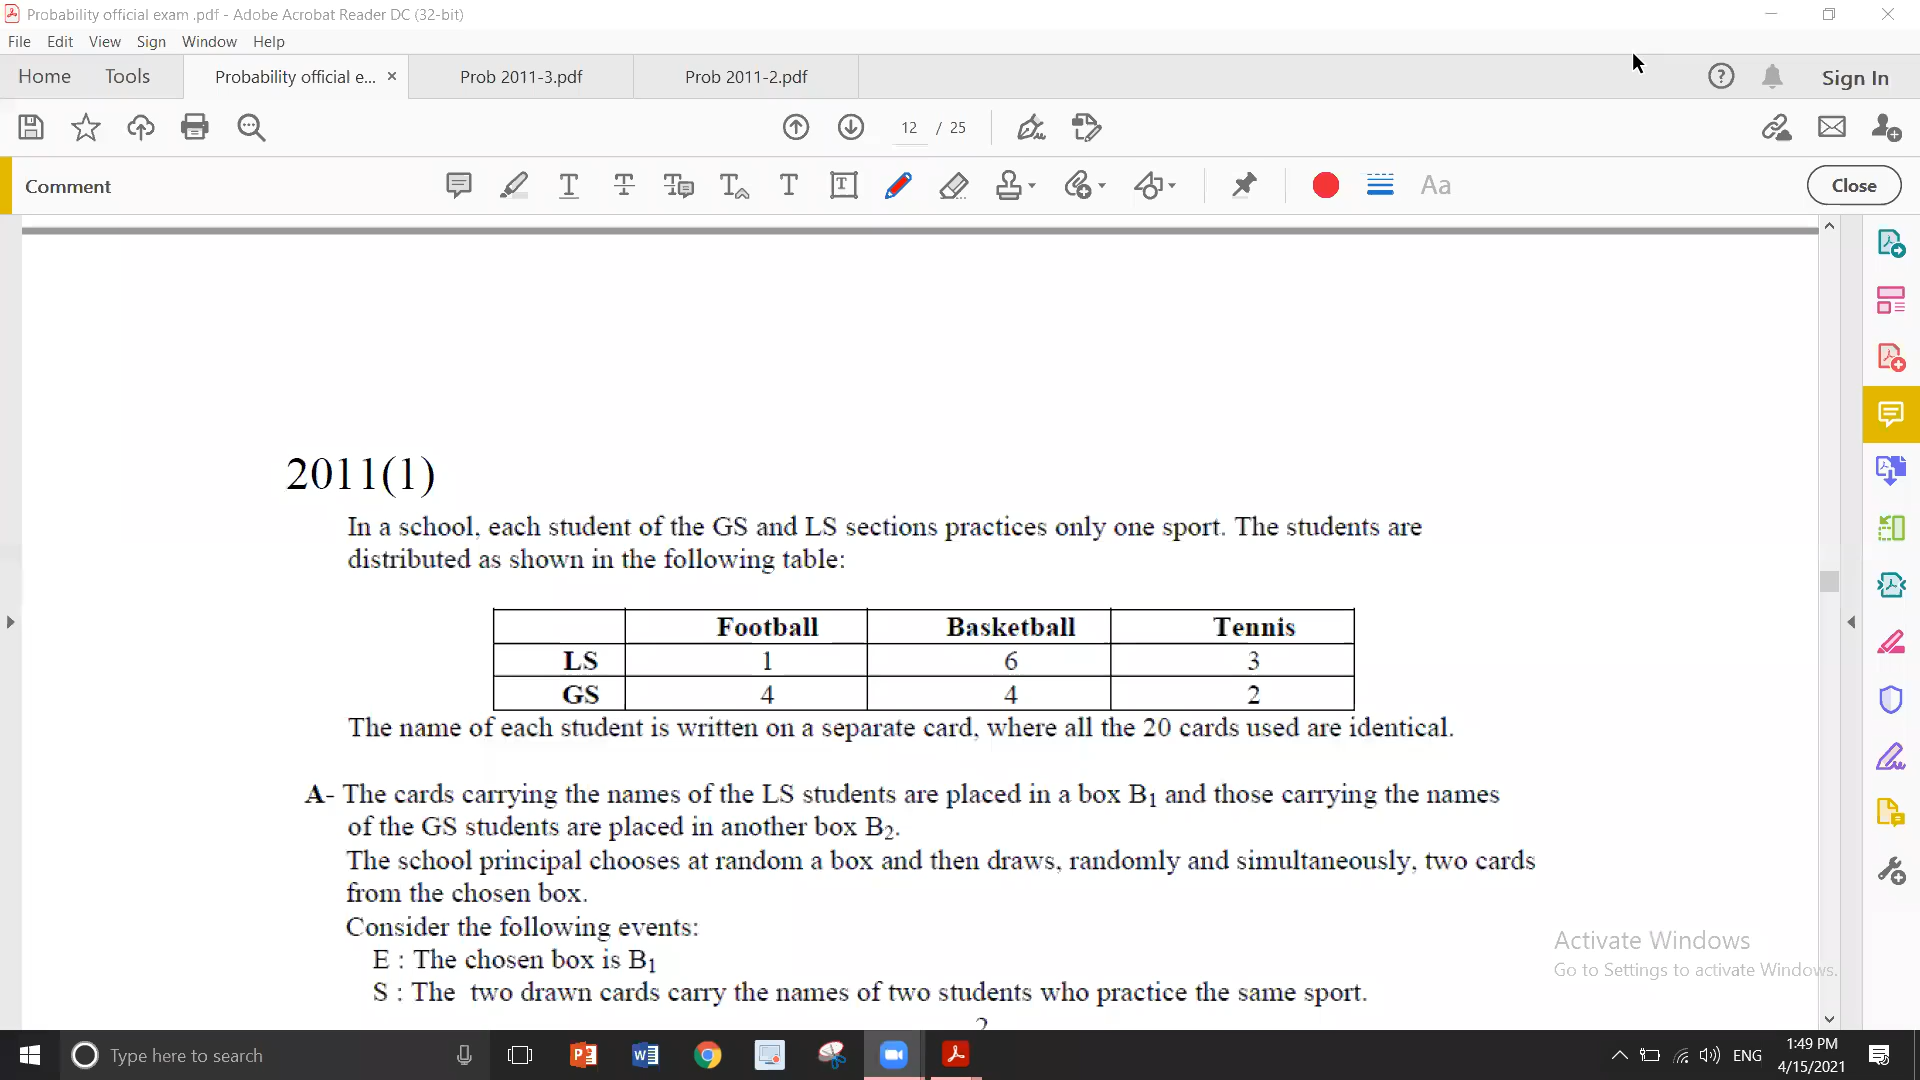 Probability official exam .pdf - Adobe Acrobat Reader DC (32-bit)
File Edit View Sign Window Help
Home Tools Probability official e... × Prob 2011-3.pdf Prob 2011-2.pdf Sign In
12 / 25
Comment Aa Close
2011(1)
In a school, each student of the GS and LS sections practices only one sport. The students are
distributed as shown in the following table:
Football Basketball Tennis
LS 1 6 3
GS 4 4 2
The name of each student is written on a separate card, where all the 20 cards used are identical.
A- The cards carrying the names of the LS students are placed in a box B1 and those carrying the names
of the GS students are placed in another box B2.
The school principal chooses at random a box and then draws, randomly and simultaneously, two cards
from the chosen box.
Consider the following events:
E : The chosen box is B1
S : The two drawn cards carry the names of two students who practice the same sport.
Activate Windows
Go to Settings to activate Windows.
Type here to search
ENG
1:49 PM
4/15/2021